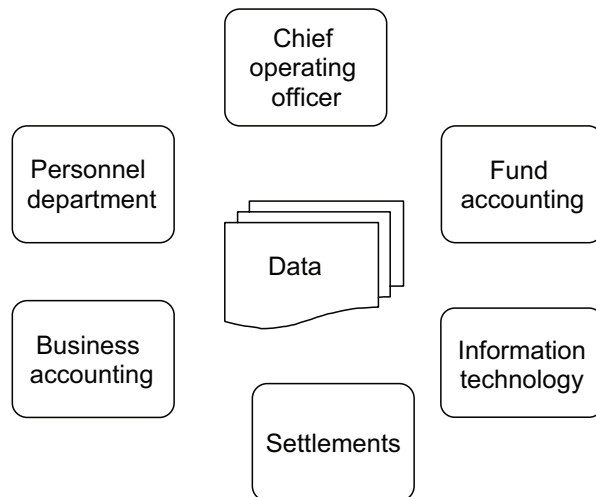 Chief
operating
officer
Personnel
department
Fund
accounting
Data
Business
accounting
Information
technology
Settlements